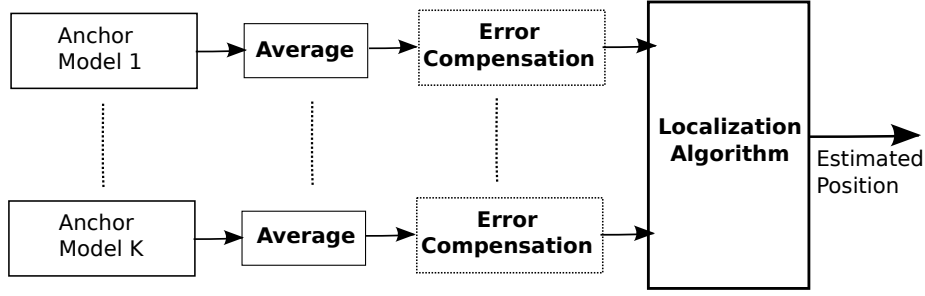 Anchor
Model 1
Average
Error
Compensation
Localization
Algorithm
Estimated
Position
Anchor
Model K
Average
Error
Compensation